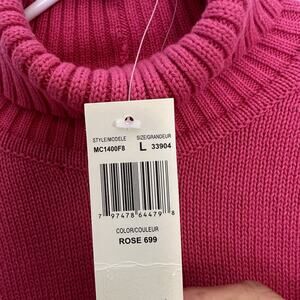 STYLE/MODELE SIZE/GRANDEUR
MC1400F8 L 33904
7 97478 64479 8
COLOR/COULEUR
ROSE 699